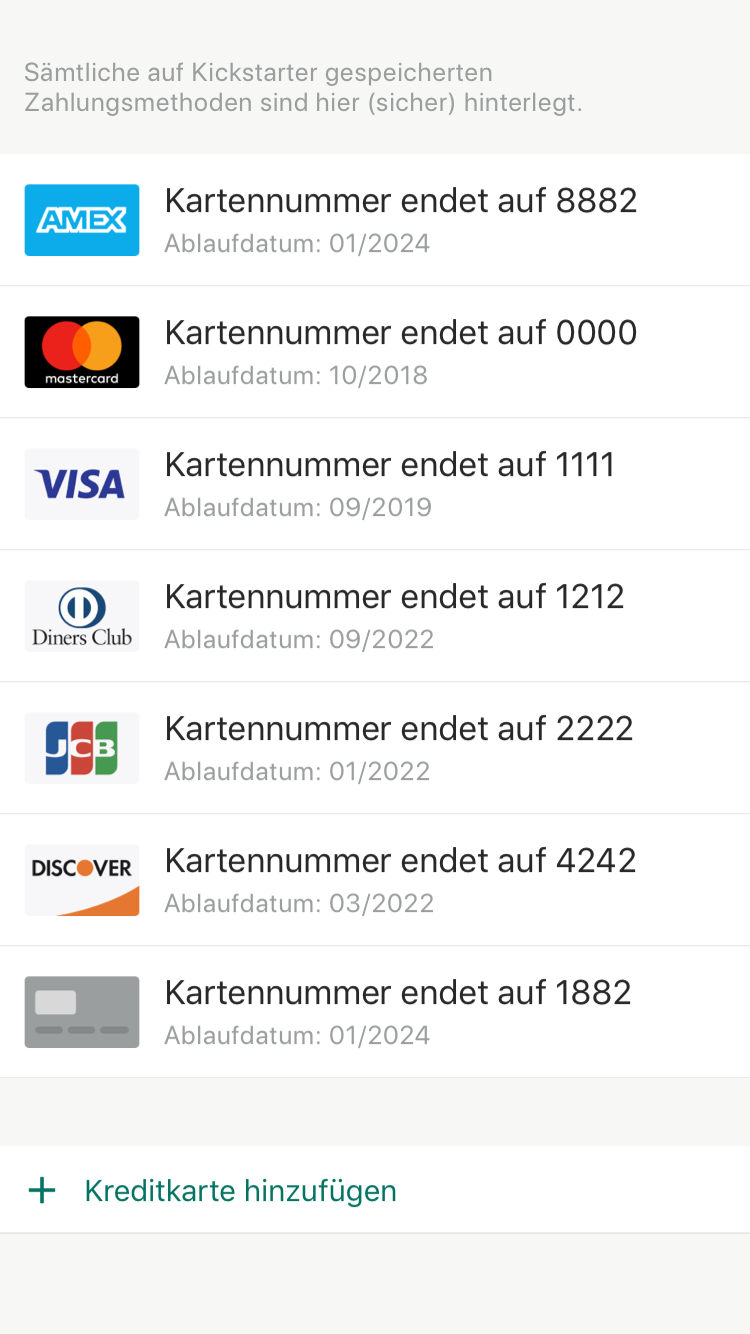 Sämtliche auf Kickstarter gespeicherten
Zahlungsmethoden sind hier (sicher) hinterlegt.
AMEX
Kartennummer endet auf 8882
Ablaufdatum: 01/2024
mastercard
Kartennummer endet auf 0000
Ablaufdatum: 10/2018
VISA
Kartennummer endet auf 1111
Ablaufdatum: 09/2019
Diners Club
Kartennummer endet auf 1212
Ablaufdatum: 09/2022
JCB
Kartennummer endet auf 2222
Ablaufdatum: 01/2022
DISCOVER
Kartennummer endet auf 4242
Ablaufdatum: 03/2022
Kartennummer endet auf 1882
Ablaufdatum: 01/2024
+ Kreditkarte hinzufügen